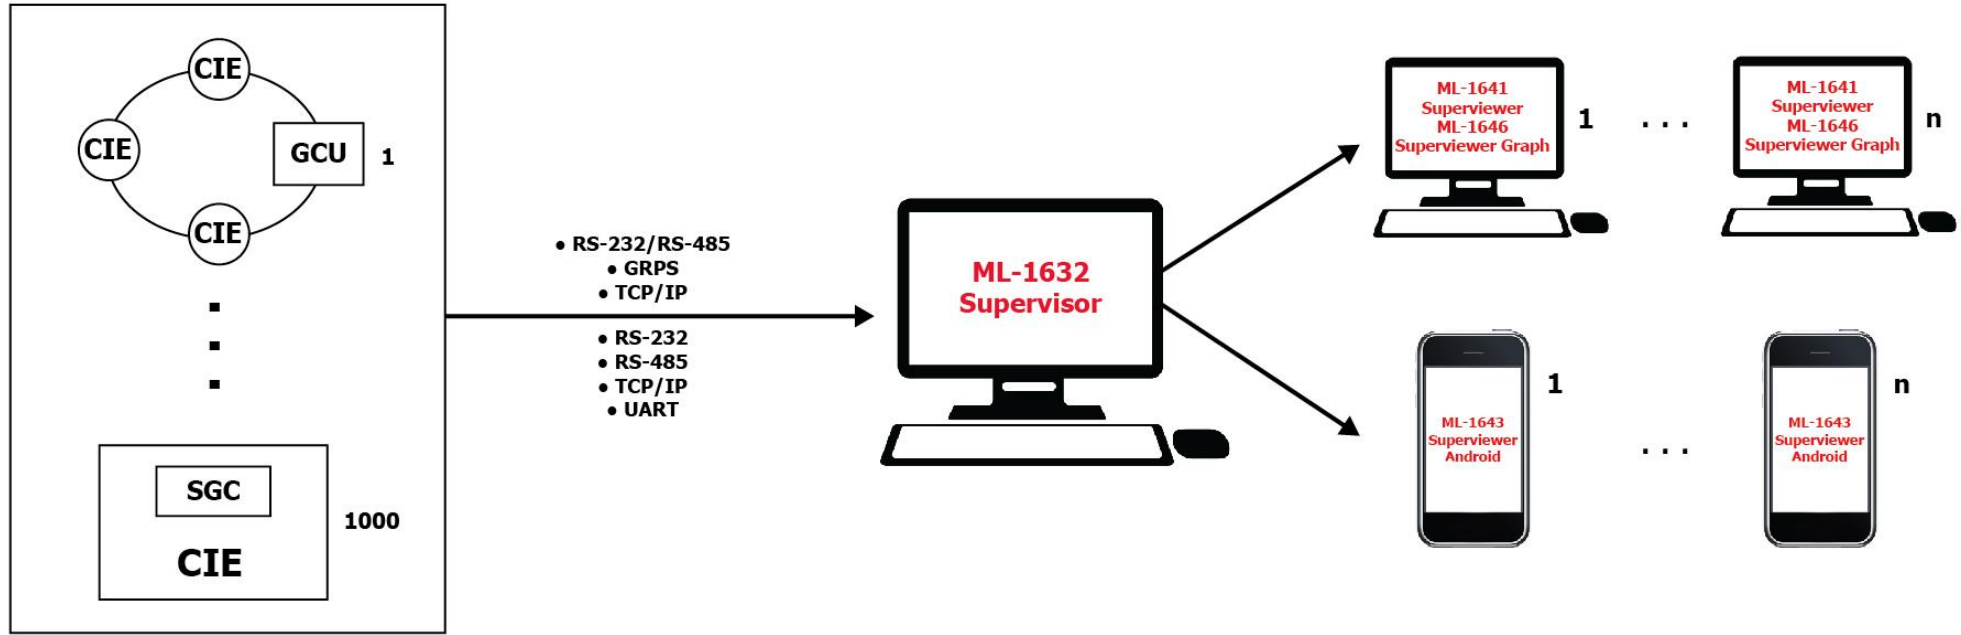 CIE
CIE
GCU
1
CIE
SGC
CIE
1000
● RS-232/RS-485
● GRPS
● TCP/IP
● RS-232
● RS-485
● TCP/IP
● UART
ML-1632
Supervisor
ML-1641
Superviewer
ML-1646
Superviewer Graph
1
. . .
ML-1641
Superviewer
ML-1646
Superviewer Graph
n
ML-1643
Superviewer
Android
1
. . .
ML-1643
Superviewer
Android
n